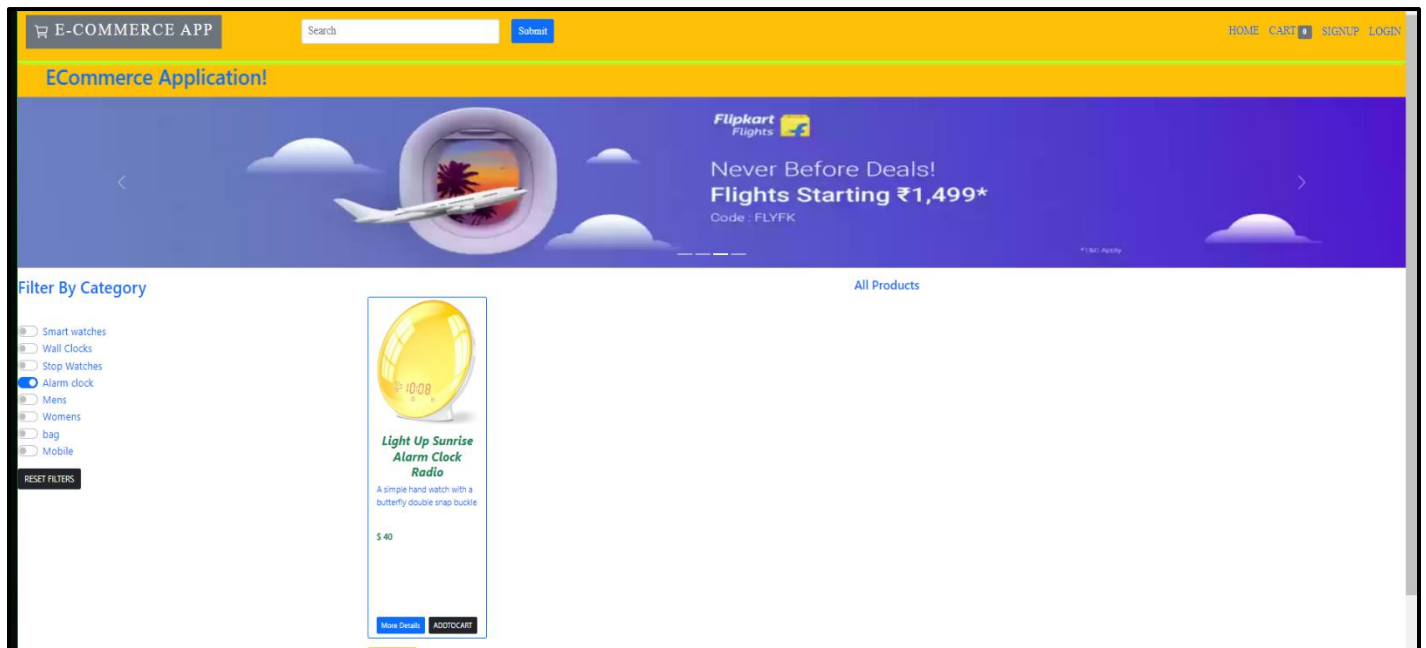 E-COMMERCE APP
Search
Submit
HOME CART 0 SIGNUP LOGIN
ECommerce Application!
Flipkart
Flights
Never Before Deals!
Flights Starting ₹1,499*
Code : FLYFK
*T&C Apply
Filter By Category
Smart watches
Wall Clocks
Stop Watches
Alarm clock
Mens
Womens
bag
Mobile
RESET FILTERS
All Products
10:08
Light Up Sunrise
Alarm Clock
Radio
A simple hand watch with a
butterfly double snap buckle
$ 40
More Details ADDTOCART